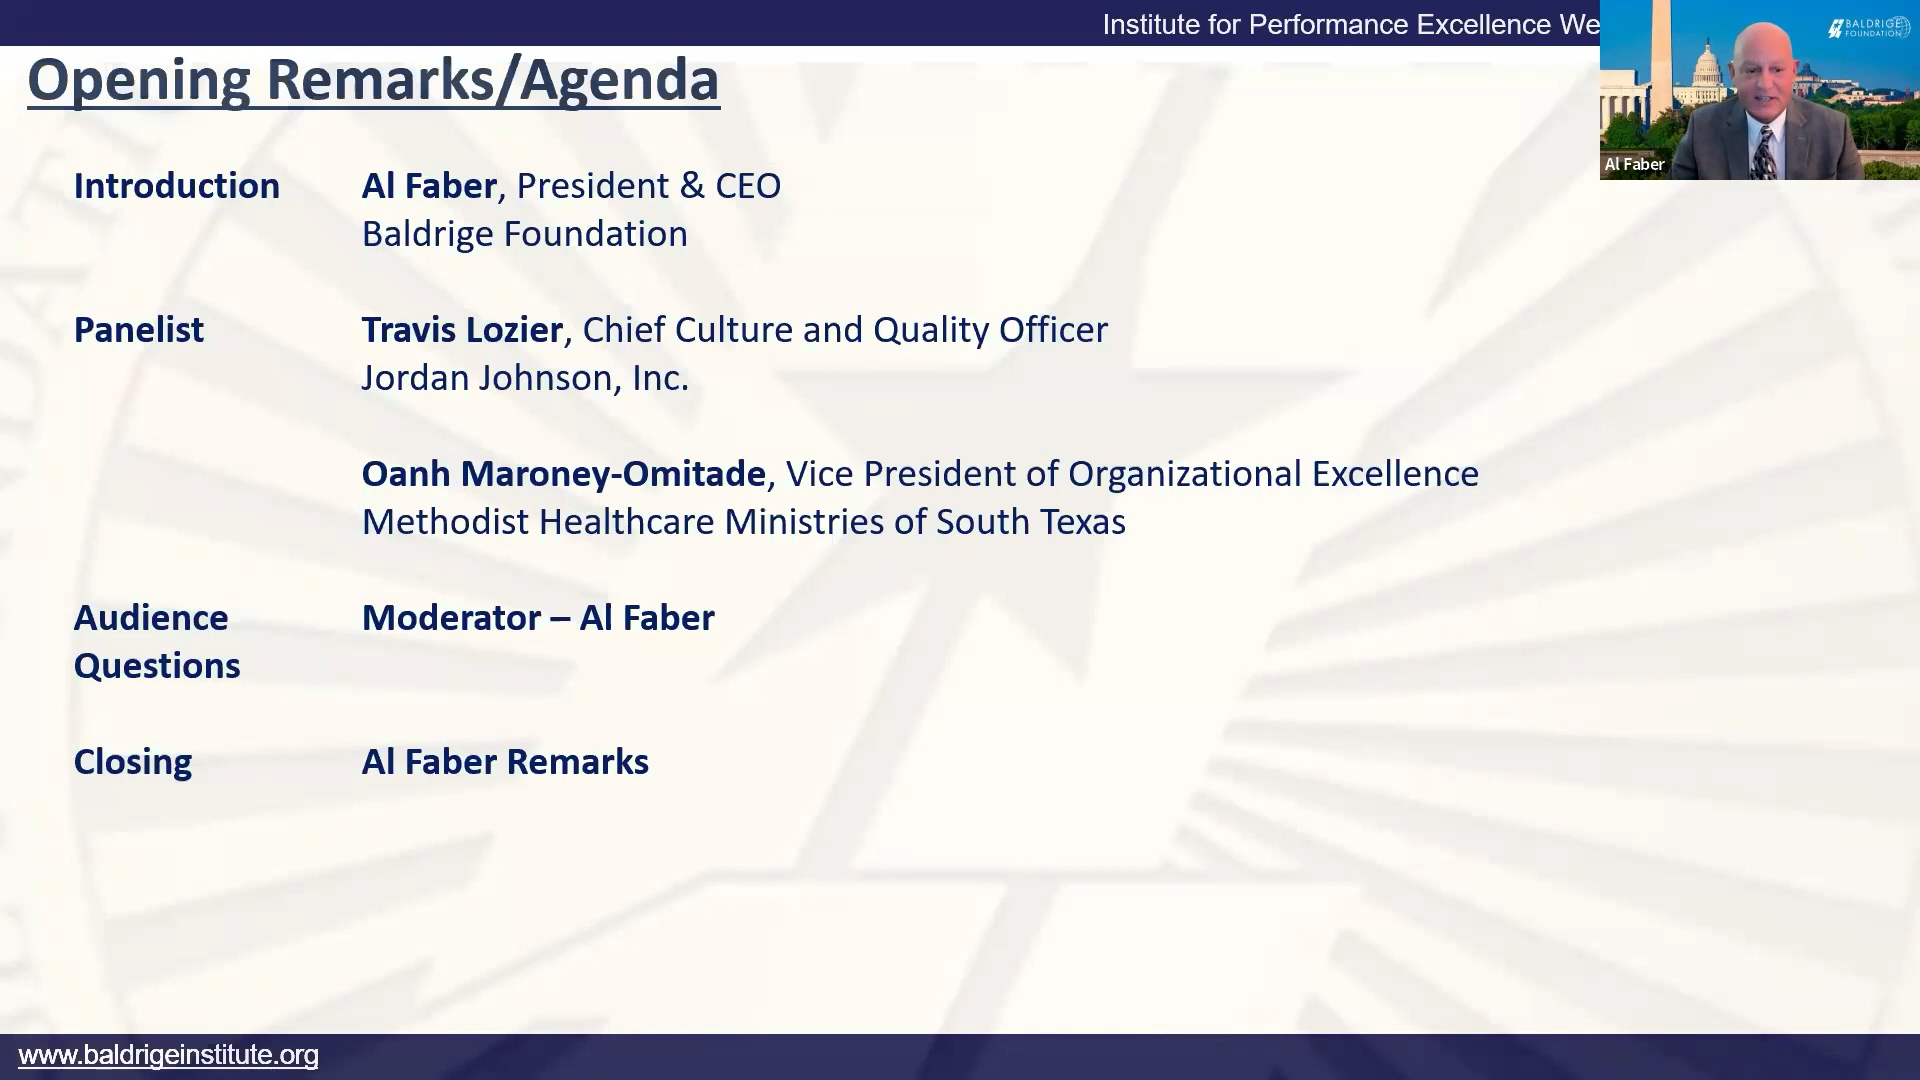 Institute for Performance Excellence We
BALDRIGE
FOUNDATION
Al Faber
Opening Remarks/Agenda
Introduction Al Faber, President & CEO
Baldrige Foundation
Panelist Travis Lozier, Chief Culture and Quality Officer
Jordan Johnson, Inc.
Oanh Maroney-Omitade, Vice President of Organizational Excellence
Methodist Healthcare Ministries of South Texas
Audience Moderator – Al Faber
Questions
Closing Al Faber Remarks
www.baldrigeinstitute.org